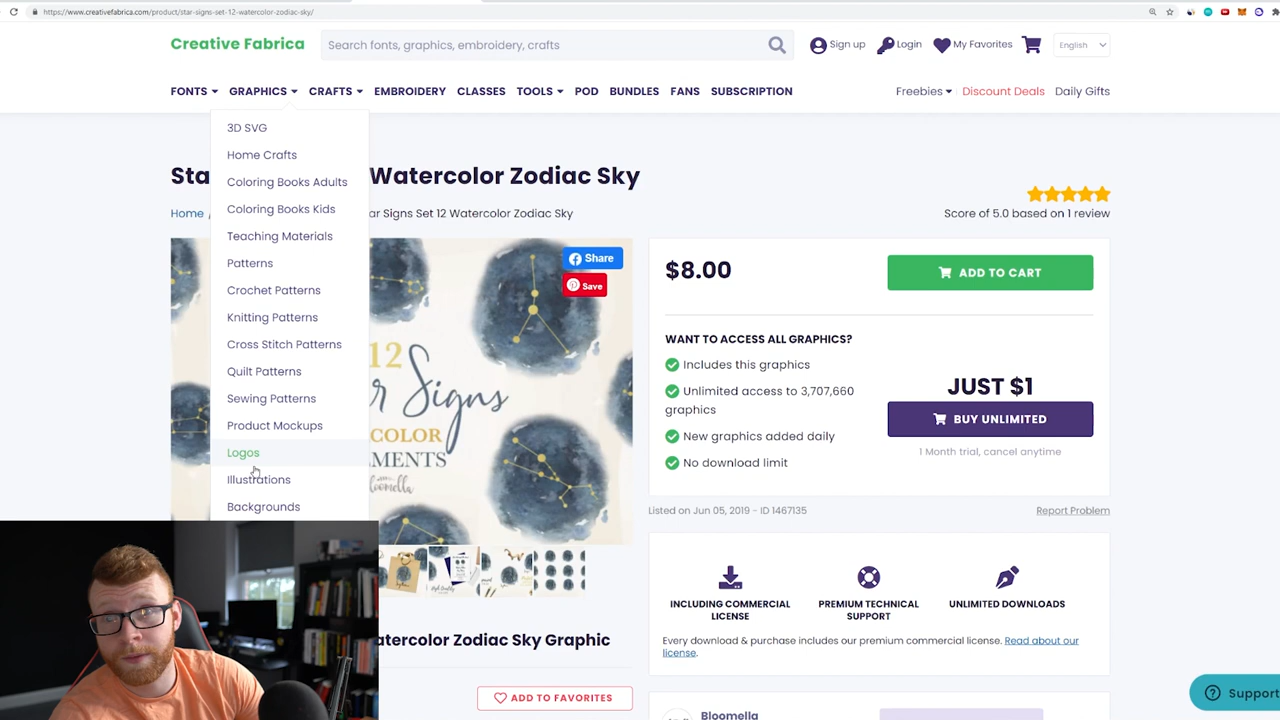 https://www.creativefabrica.com/product/star-signs-set-12-watercolor-zodiac-sky/
Creative Fabrica
Search fonts, graphics, embroidery, crafts
Sign up
Login
My Favorites
English
FONTS
GRAPHICS
CRAFTS
EMBROIDERY
CLASSES
TOOLS
POD
BUNDLES
FANS
SUBSCRIPTION
Freebies
Discount Deals
Daily Gifts
3D SVG
Home Crafts
Coloring Books Adults
Coloring Books Kids
Teaching Materials
Patterns
Crochet Patterns
Knitting Patterns
Cross Stitch Patterns
Quilt Patterns
Sewing Patterns
Product Mockups
Logos
Illustrations
Backgrounds
Sta Watercolor Zodiac Sky
Home / ar Signs Set 12 Watercolor Zodiac Sky
Score of 5.0 based on 1 review
Share
Save
12
r Signs
COLOR
EMENTS
$8.00
ADD TO CART
WANT TO ACCESS ALL GRAPHICS?
Includes this graphics
Unlimited access to 3,707,660
graphics
New graphics added daily
No download limit
JUST $1
BUY UNLIMITED
1 Month trial, cancel anytime
Listed on Jun 05, 2019 - ID 1467135
Report Problem
INCLUDING COMMERCIAL
LICENSE
PREMIUM TECHNICAL
SUPPORT
UNLIMITED DOWNLOADS
Every download & purchase includes our premium commercial license. Read about our
license.
atercolor Zodiac Sky Graphic
ADD TO FAVORITES
Bloomella
Support